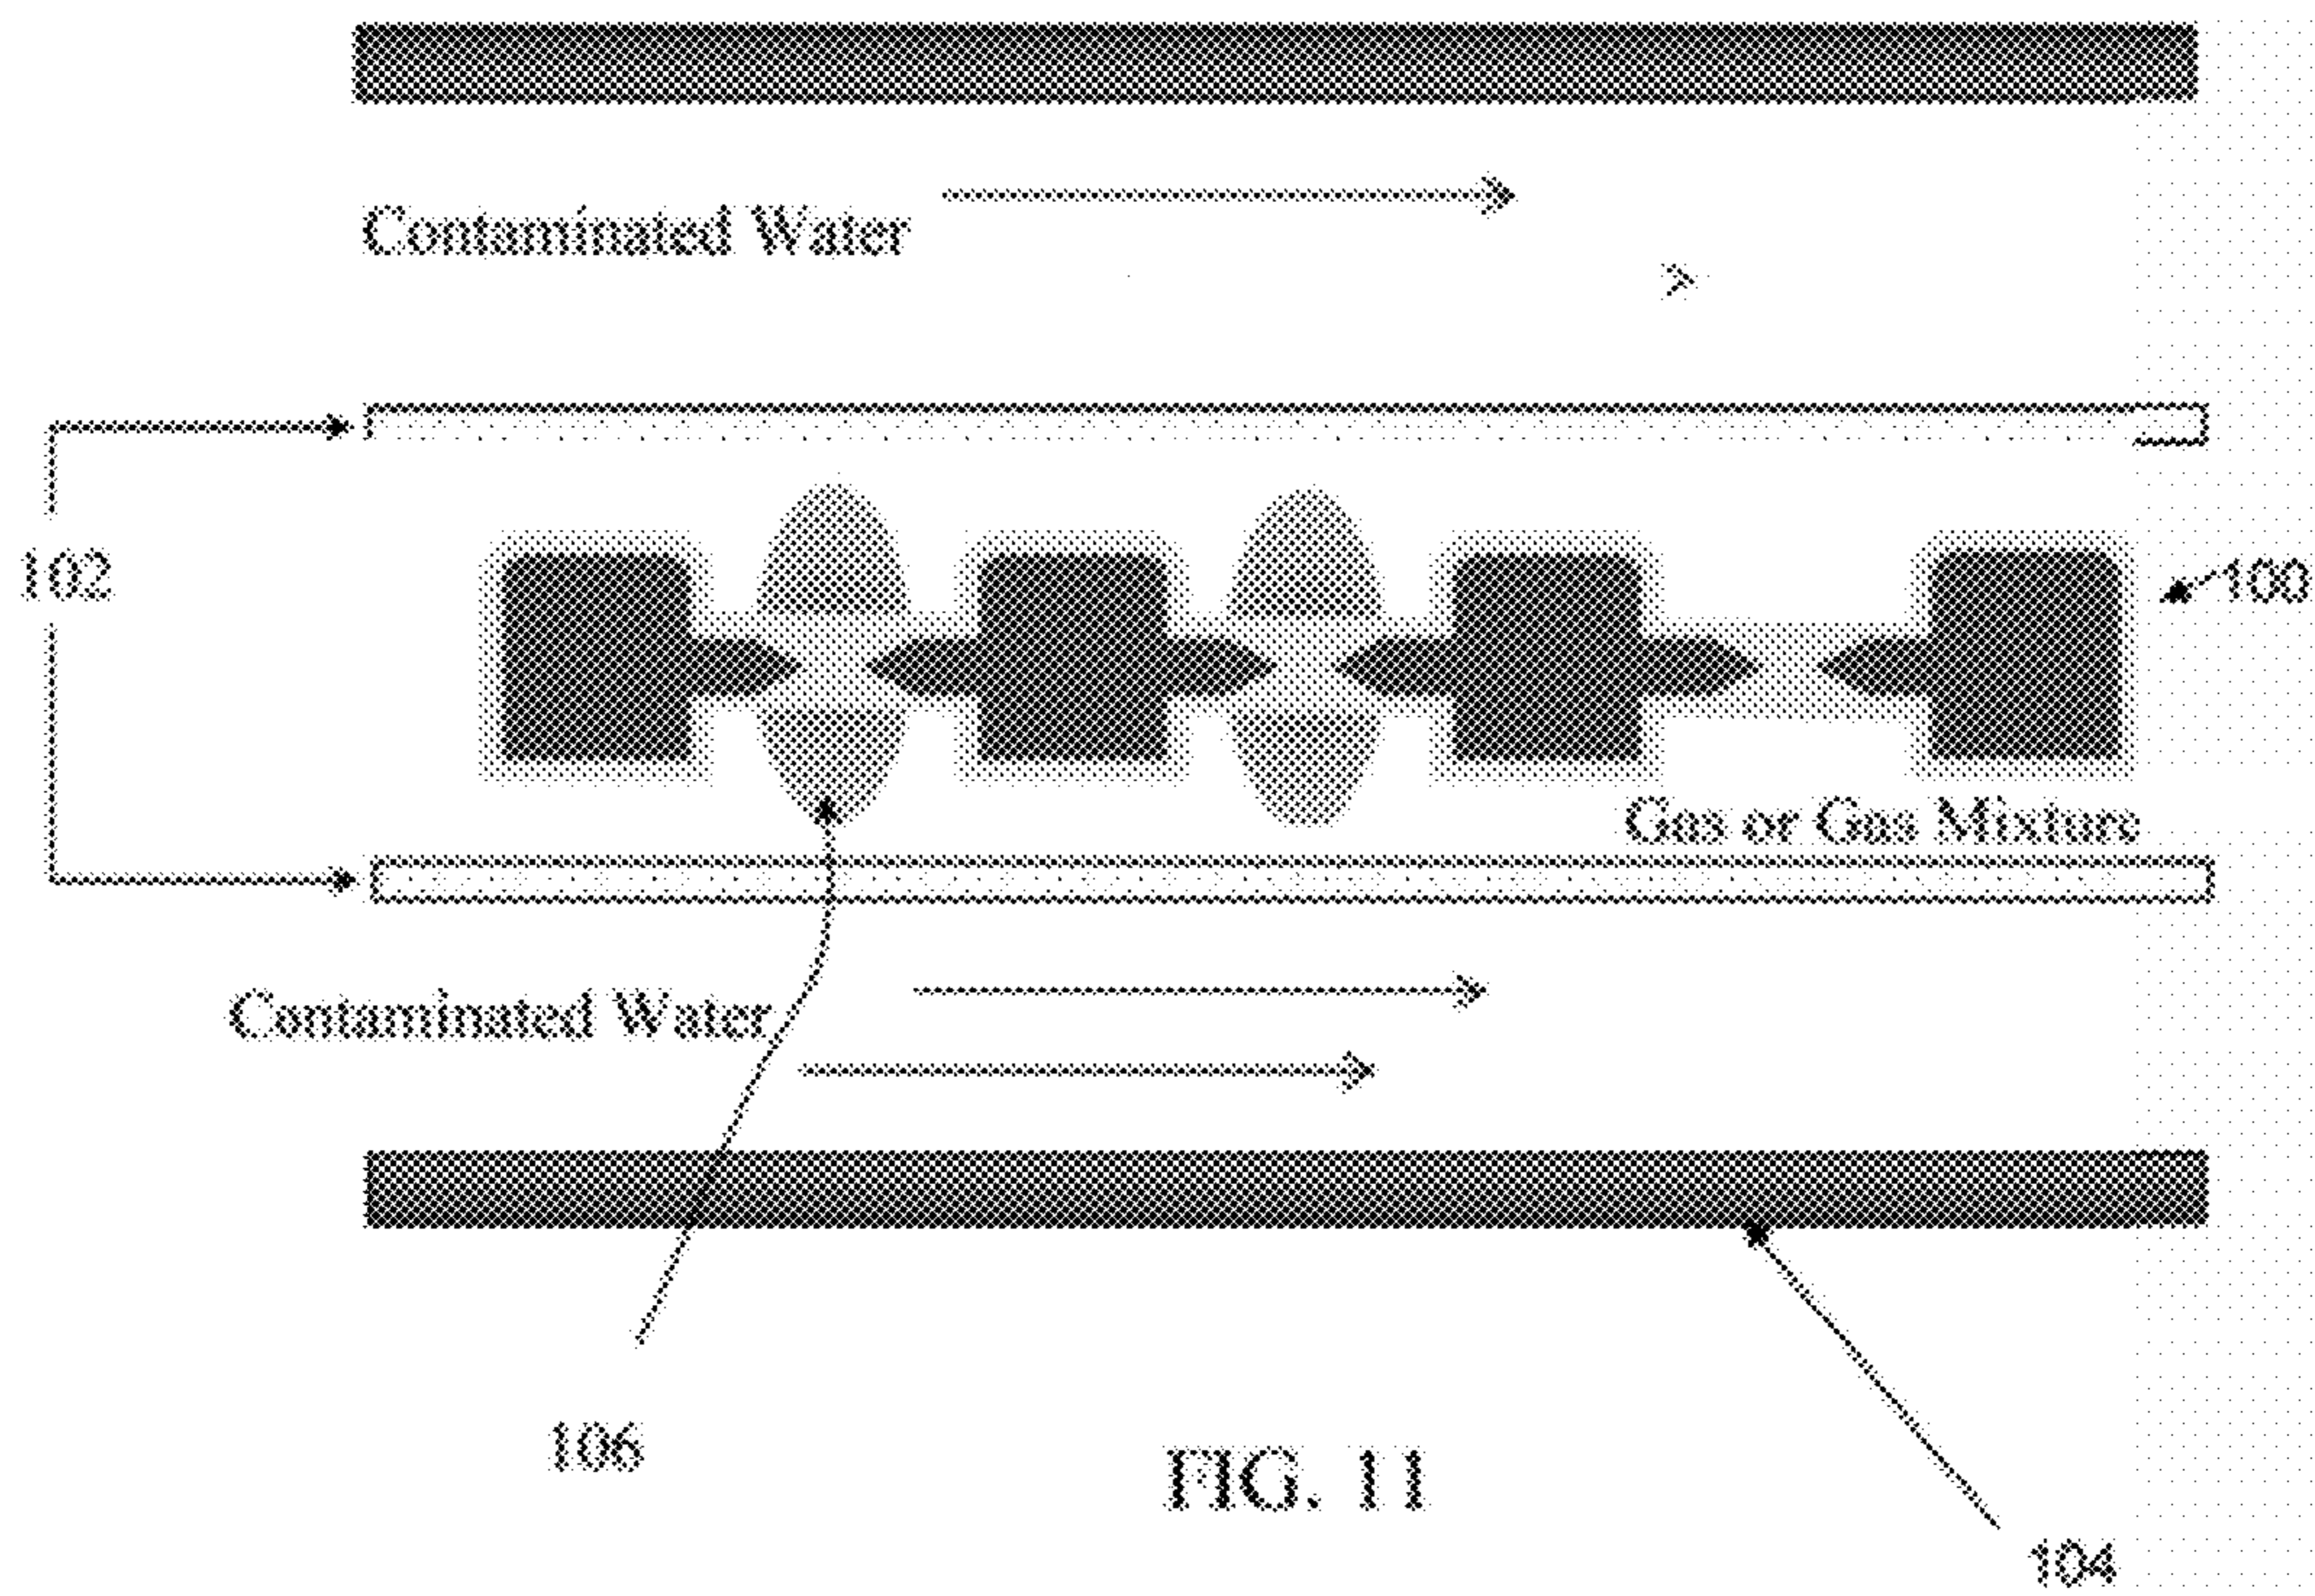 Contaminated Water
102
100
Gas or Gas Mixture
Contaminated Water
106
FIG. 11
104